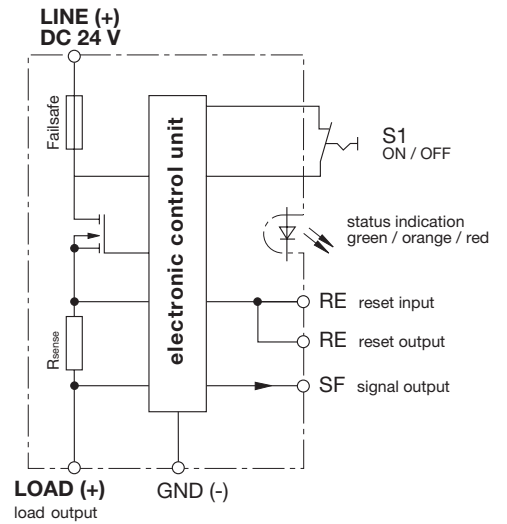 LINE (+)
DC 24 V
Failsafe
electronic control unit
S1
ON / OFF
status indication
green / orange / red
RE reset input
RE reset output
Rsense
SF signal output
LOAD (+)
load output
GND (-)